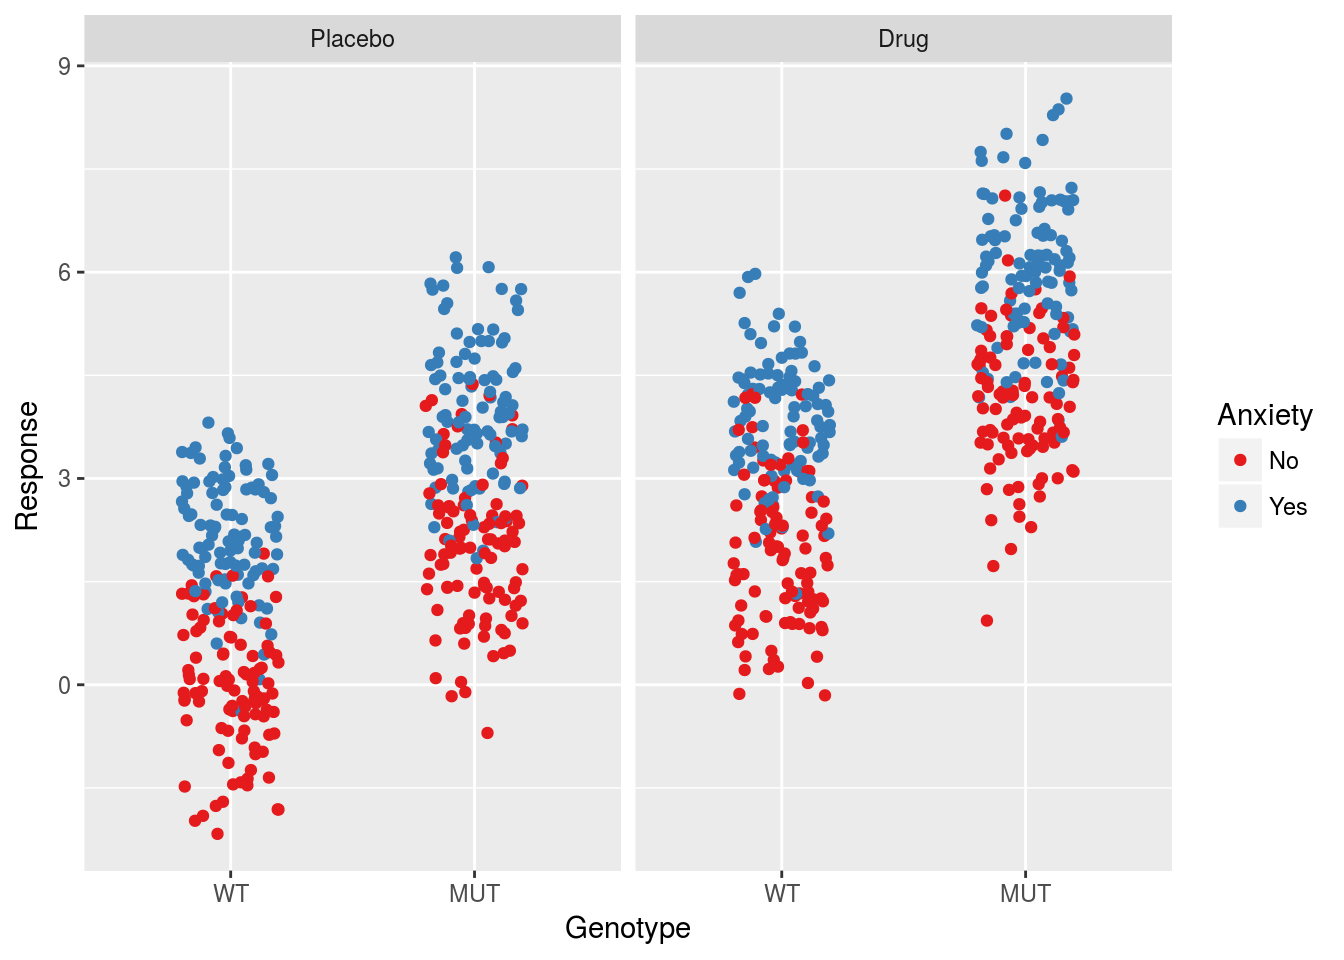 Placebo
Drug
9
6
3
0
Response
WT
MUT
WT
MUT
Genotype
Anxiety
No
Yes